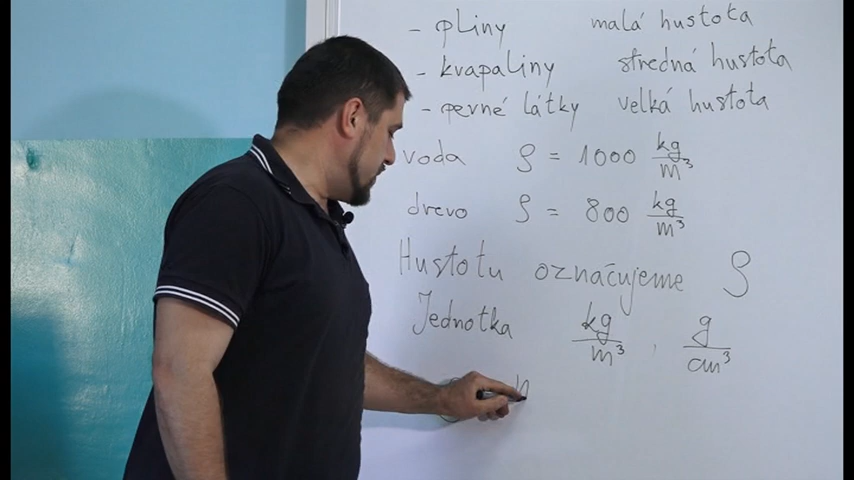 - pliny malá hustota
- kvapaliny stredná hustota
- pevné látky veľká hustota
voda ρ = 1000 kg/m³
drevo ρ = 800 kg/m³
Hustotu označujeme ρ
Jednotka kg/m³, g/cm³